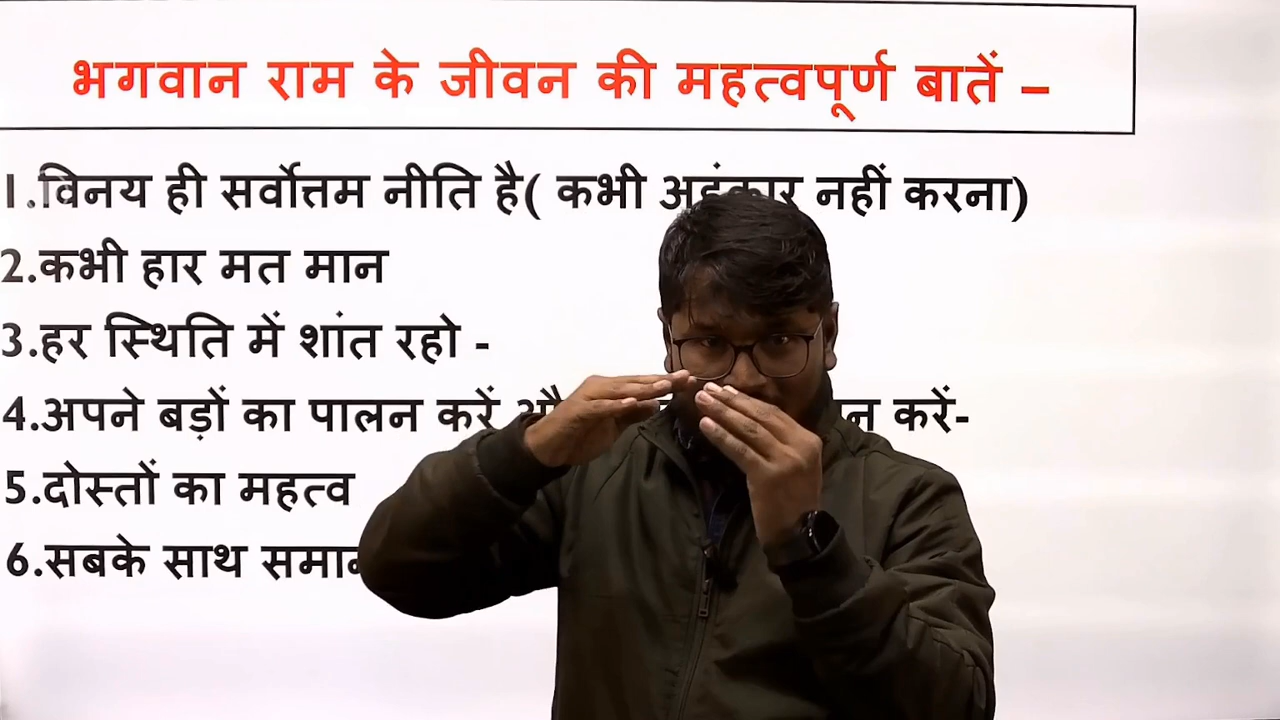 भगवान राम के जीवन की महत्वपूर्ण बातें –
1.विनय ही सर्वोत्तम नीति है( कभी अहंकार नहीं करना)
2.कभी हार मत मान
3.हर स्थिति में शांत रहो -
4.अपने बड़ों का पालन करें करें-
5.दोस्तों का महत्व
6.सबके साथ